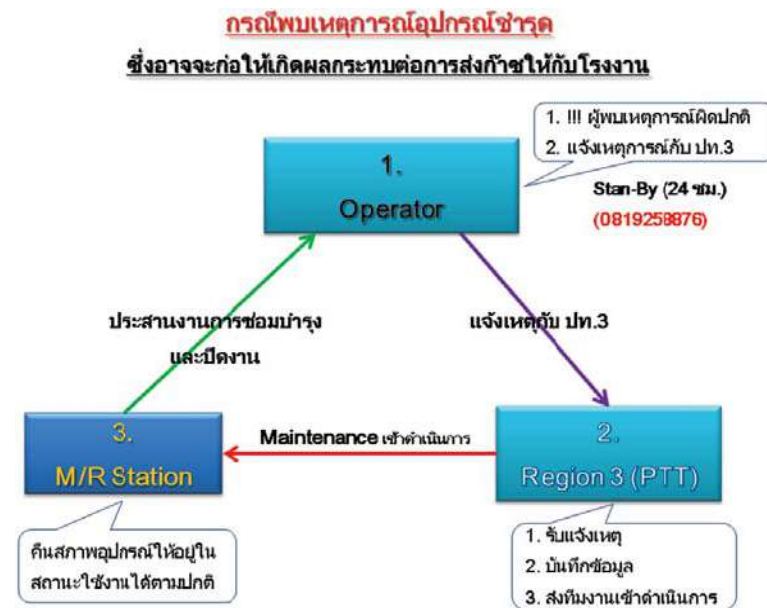 กรณีพบเหตุการณ์อุปกรณ์ชำรุด
ซึ่งอาจจะก่อให้เกิดผลกระทบต่อการส่งก๊าซให้กับโรงงาน
1. !!! ผู้พบเหตุการณ์ผิดปกติ
2. แจ้งเหตุการณ์กับ ปท.3
1.
Operator
Stan-By (24 ชม.)
(0819258876)
ประสานงานการซ่อมบำรุง
และปิดงาน
แจ้งเหตุกับ ปท.3
3.
M/R Station
Maintenance เข้าดำเนินการ
2.
Region 3 (PTT)
คืนสภาพอุปกรณ์ให้อยู่ใน
สถานะใช้งานได้ตามปกติ
1. รับแจ้งเหตุ
2. บันทึกข้อมูล
3. ส่งทีมงานเข้าดำเนินการ